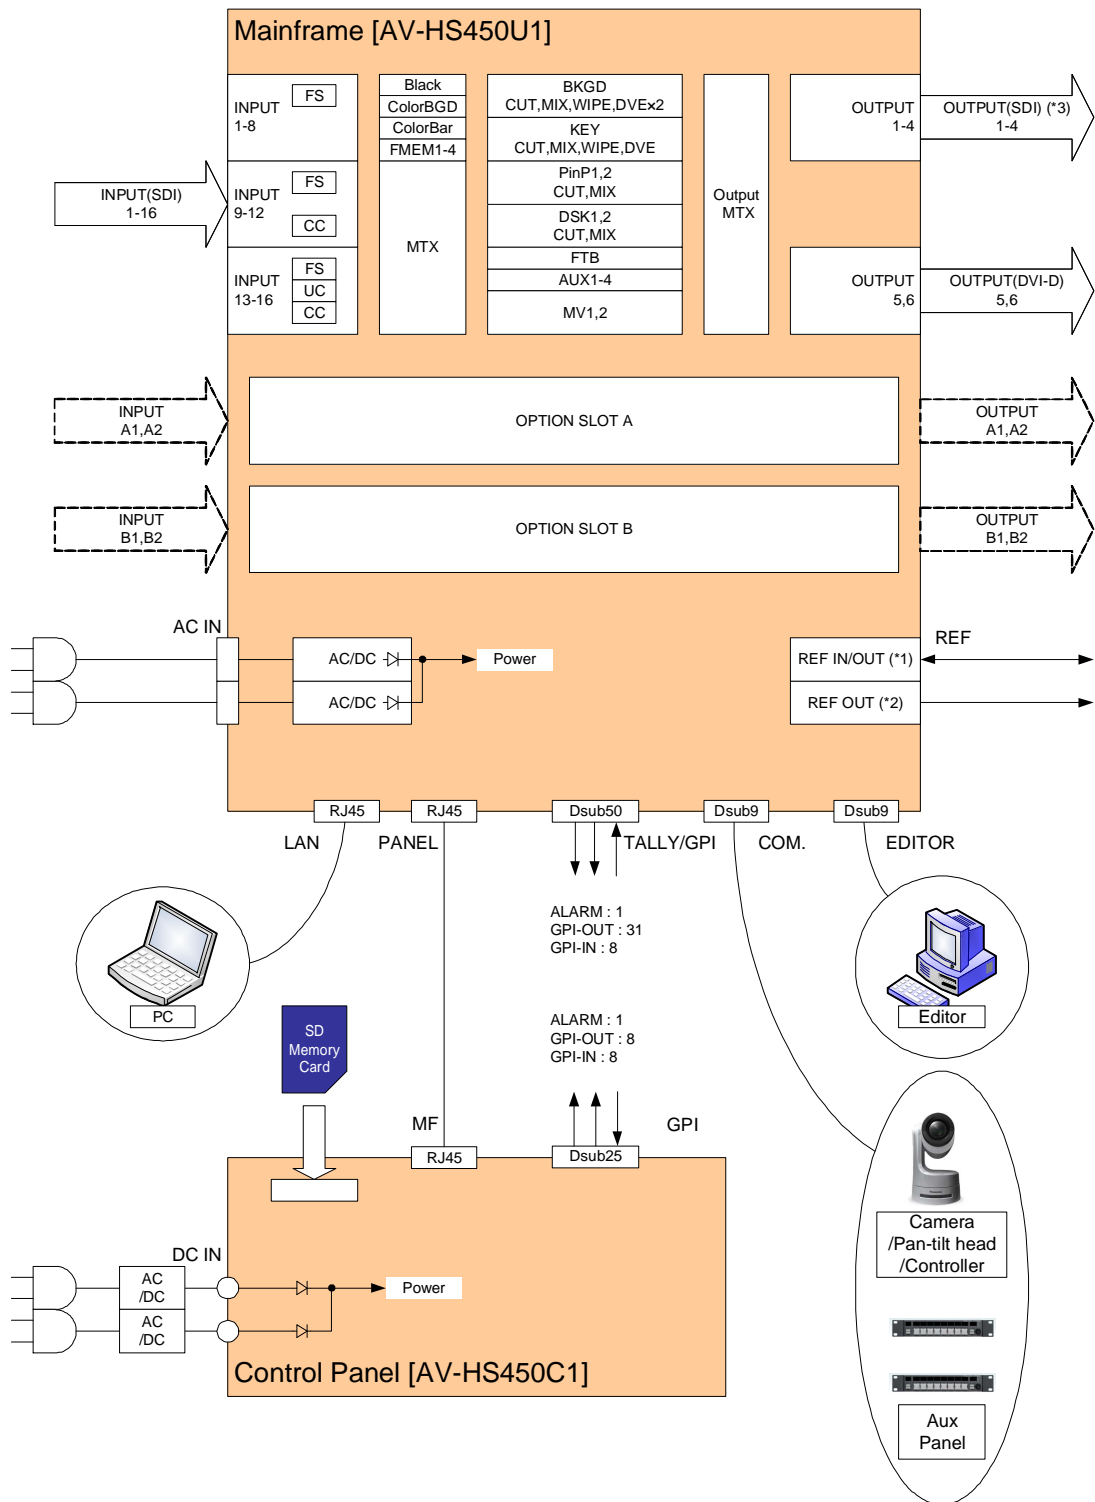 Mainframe [AV-HS450U1]
INPUT
1-8
FS
INPUT(SDI)
1-16
INPUT
9-12
FS
CC
INPUT
13-16
FS
UC
CC
Black
ColorBGD
ColorBar
FMEM1-4
MTX
BKGD
CUT,MIX,WIPE,DVE×2
KEY
CUT,MIX,WIPE,DVE
PinP1,2
CUT,MIX
DSK1,2
CUT,MIX
FTB
AUX1-4
MV1,2
Output
MTX
OUTPUT
1-4
OUTPUT(SDI) (*3)
1-4
OUTPUT
5,6
OUTPUT(DVI-D)
5,6
INPUT
A1,A2
OPTION SLOT A
OUTPUT
A1,A2
INPUT
B1,B2
OPTION SLOT B
OUTPUT
B1,B2
AC IN
AC/DC
AC/DC
Power
REF
REF IN/OUT (*1)
REF OUT (*2)
RJ45
RJ45
Dsub50
Dsub9
Dsub9
LAN
PANEL
TALLY/GPI
COM.
EDITOR
ALARM : 1
GPI-OUT : 31
GPI-IN : 8
PC
Editor
SD
Memory
Card
ALARM : 1
GPI-OUT : 8
GPI-IN : 8
MF
GPI
RJ45
Dsub25
Camera
/Pan-tilt head
/Controller
DC IN
AC
/DC
AC
/DC
Power
Control Panel [AV-HS450C1]
Aux
Panel